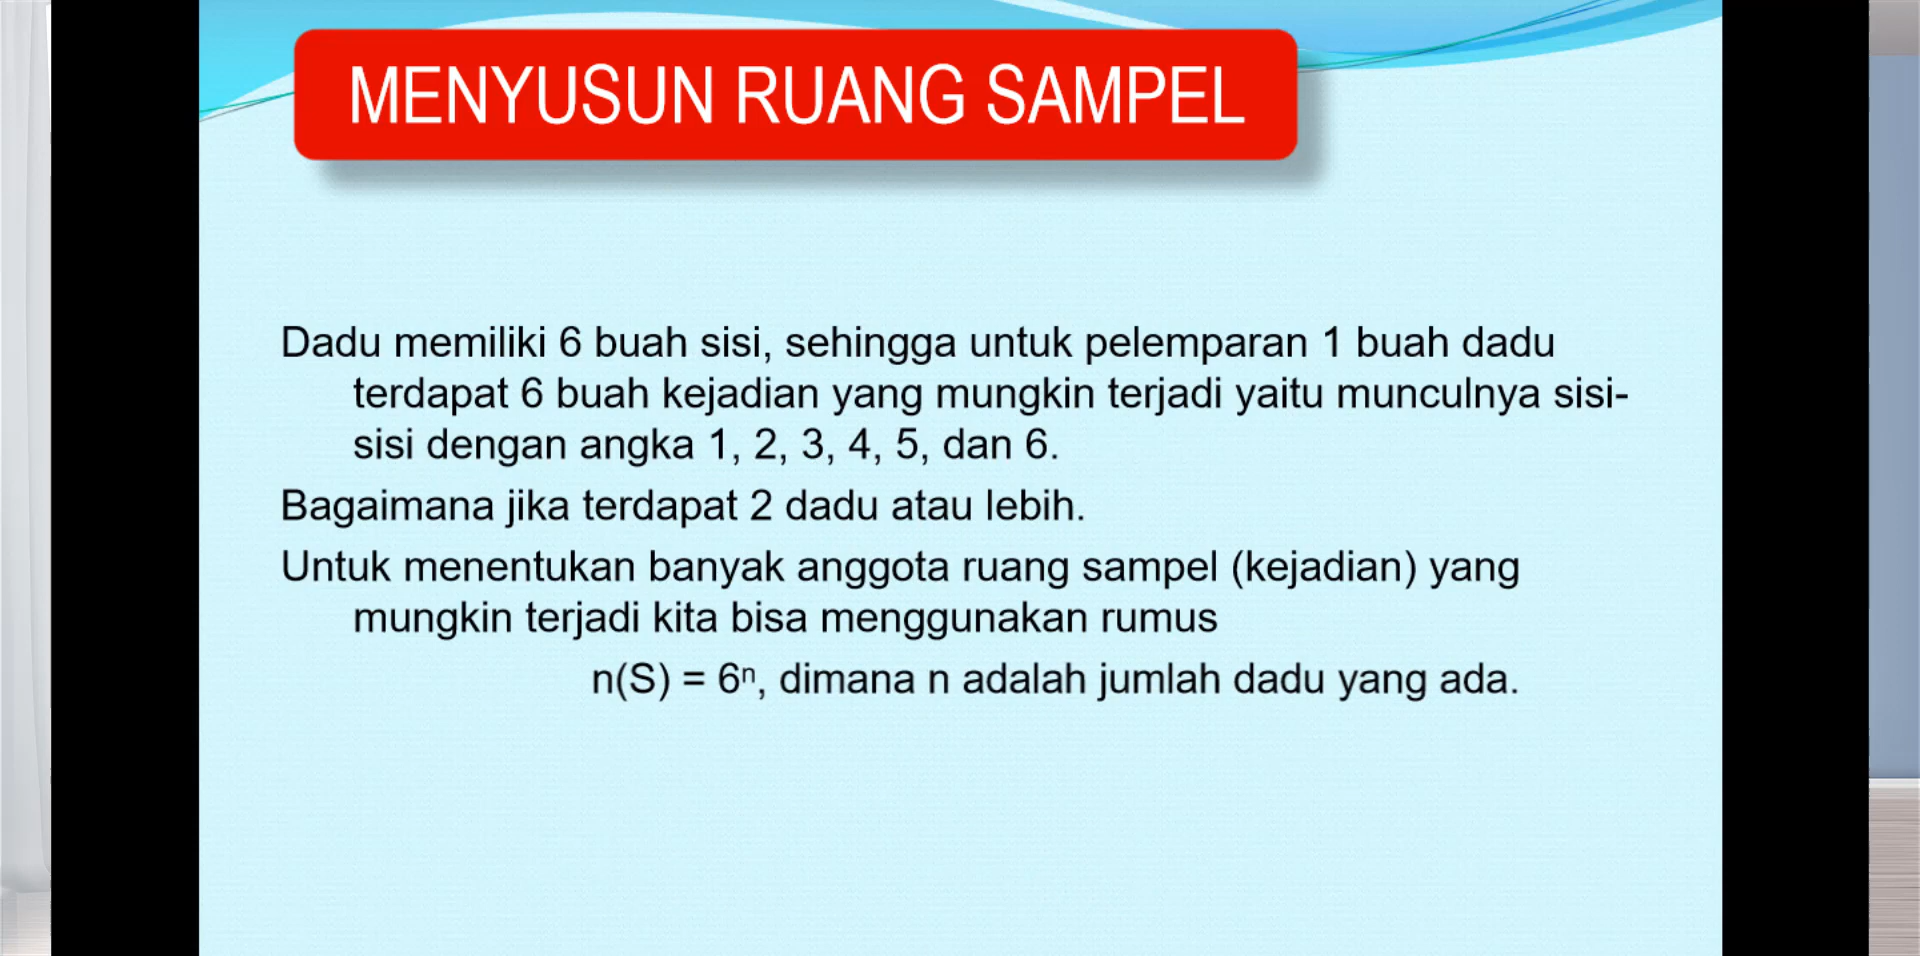 MENYUSUN RUANG SAMPEL
Dadu memiliki 6 buah sisi, sehingga untuk pelemparan 1 buah dadu
terdapat 6 buah kejadian yang mungkin terjadi yaitu munculnya sisi-
sisi dengan angka 1, 2, 3, 4, 5, dan 6.
Bagaimana jika terdapat 2 dadu atau lebih.
Untuk menentukan banyak anggota ruang sampel (kejadian) yang
mungkin terjadi kita bisa menggunakan rumus
n(S) = 6ⁿ, dimana n adalah jumlah dadu yang ada.